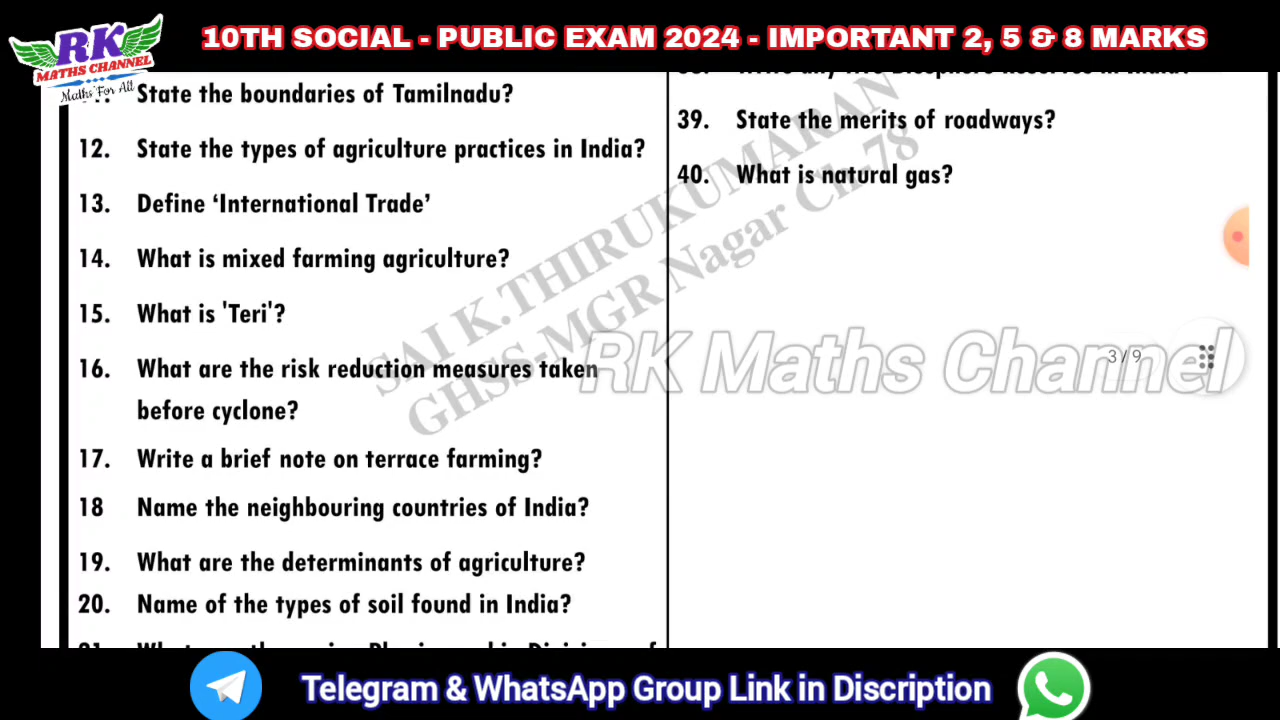 10TH SOCIAL - PUBLIC EXAM 2024 - IMPORTANT 2, 5 & 8 MARKS
RK
MATHS CHANNEL
Maths For All
State the boundaries of Tamilnadu?
12. State the types of agriculture practices in India?
13. Define ‘International Trade’
14. What is mixed farming agriculture?
15. What is 'Teri'?
16. What are the risk reduction measures taken
before cyclone?
17. Write a brief note on terrace farming?
18 Name the neighbouring countries of India?
19. What are the determinants of agriculture?
20. Name of the types of soil found in India?
39. State the merits of roadways?
40. What is natural gas?
SAI K.THIRUKUMARAN
GHSS-MGR Nagar Ch-78
RK Maths Channel
3 / 9
Telegram & WhatsApp Group Link in Discription